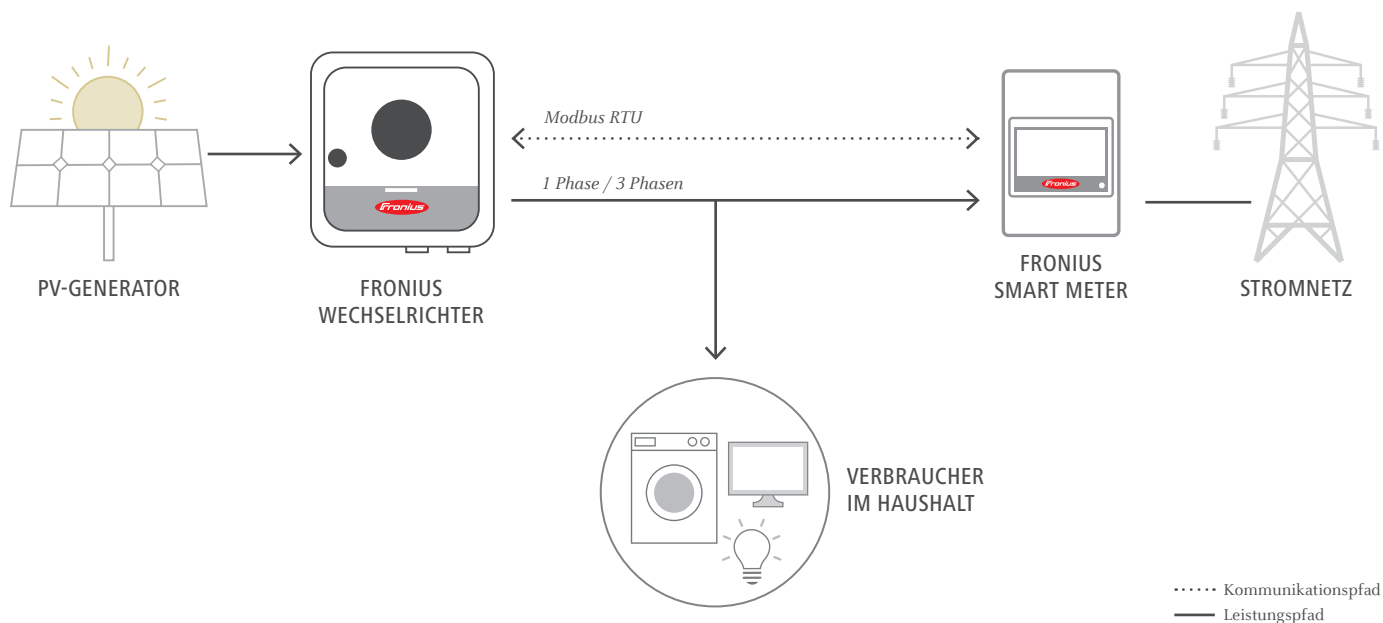 Modbus RTU
1 Phase / 3 Phasen
Fronius
Fronius
PV-GENERATOR
FRONIUS
WECHSELRICHTER
FRONIUS
SMART METER
STROMNETZ
VERBRAUCHER
IM HAUSHALT
Kommunikationspfad
Leistungspfad